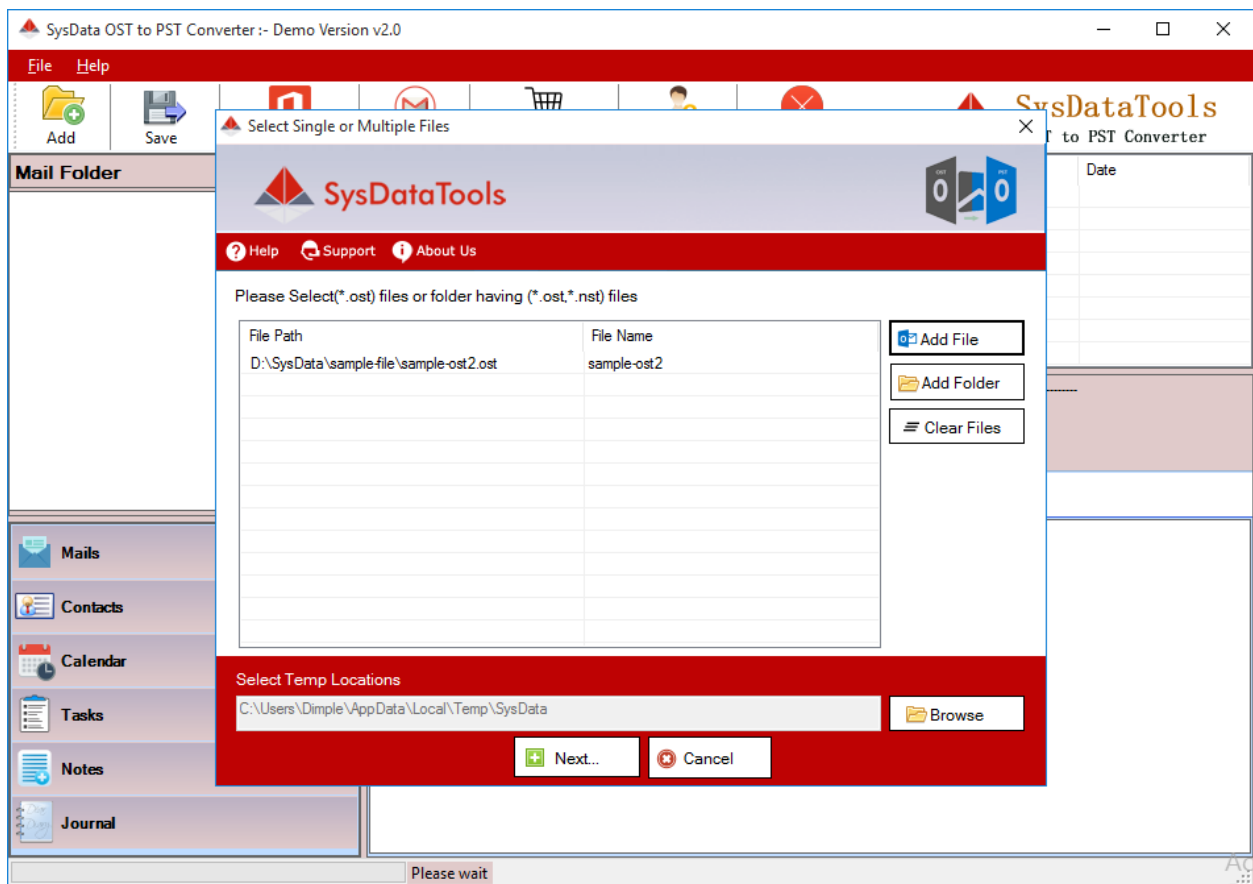 SysData OST to PST Converter :- Demo Version v2.0
File Help
Add Save
SysDataTools
to PST Converter
Select Single or Multiple Files
Mail Folder
Date
SysDataTools
OST PST
Help Support About Us
Please Select(*.ost) files or folder having (*.ost,*.nst) files
File Path File Name
D:\SysData\sample-file\sample-ost2.ost sample-ost2
Add File
Add Folder
Clear Files
Mails
Contacts
Calendar
Tasks
Notes
Journal
Select Temp Locations
C:\Users\Dimple\AppData\Local\Temp\SysData
Browse
Next... Cancel
Please wait